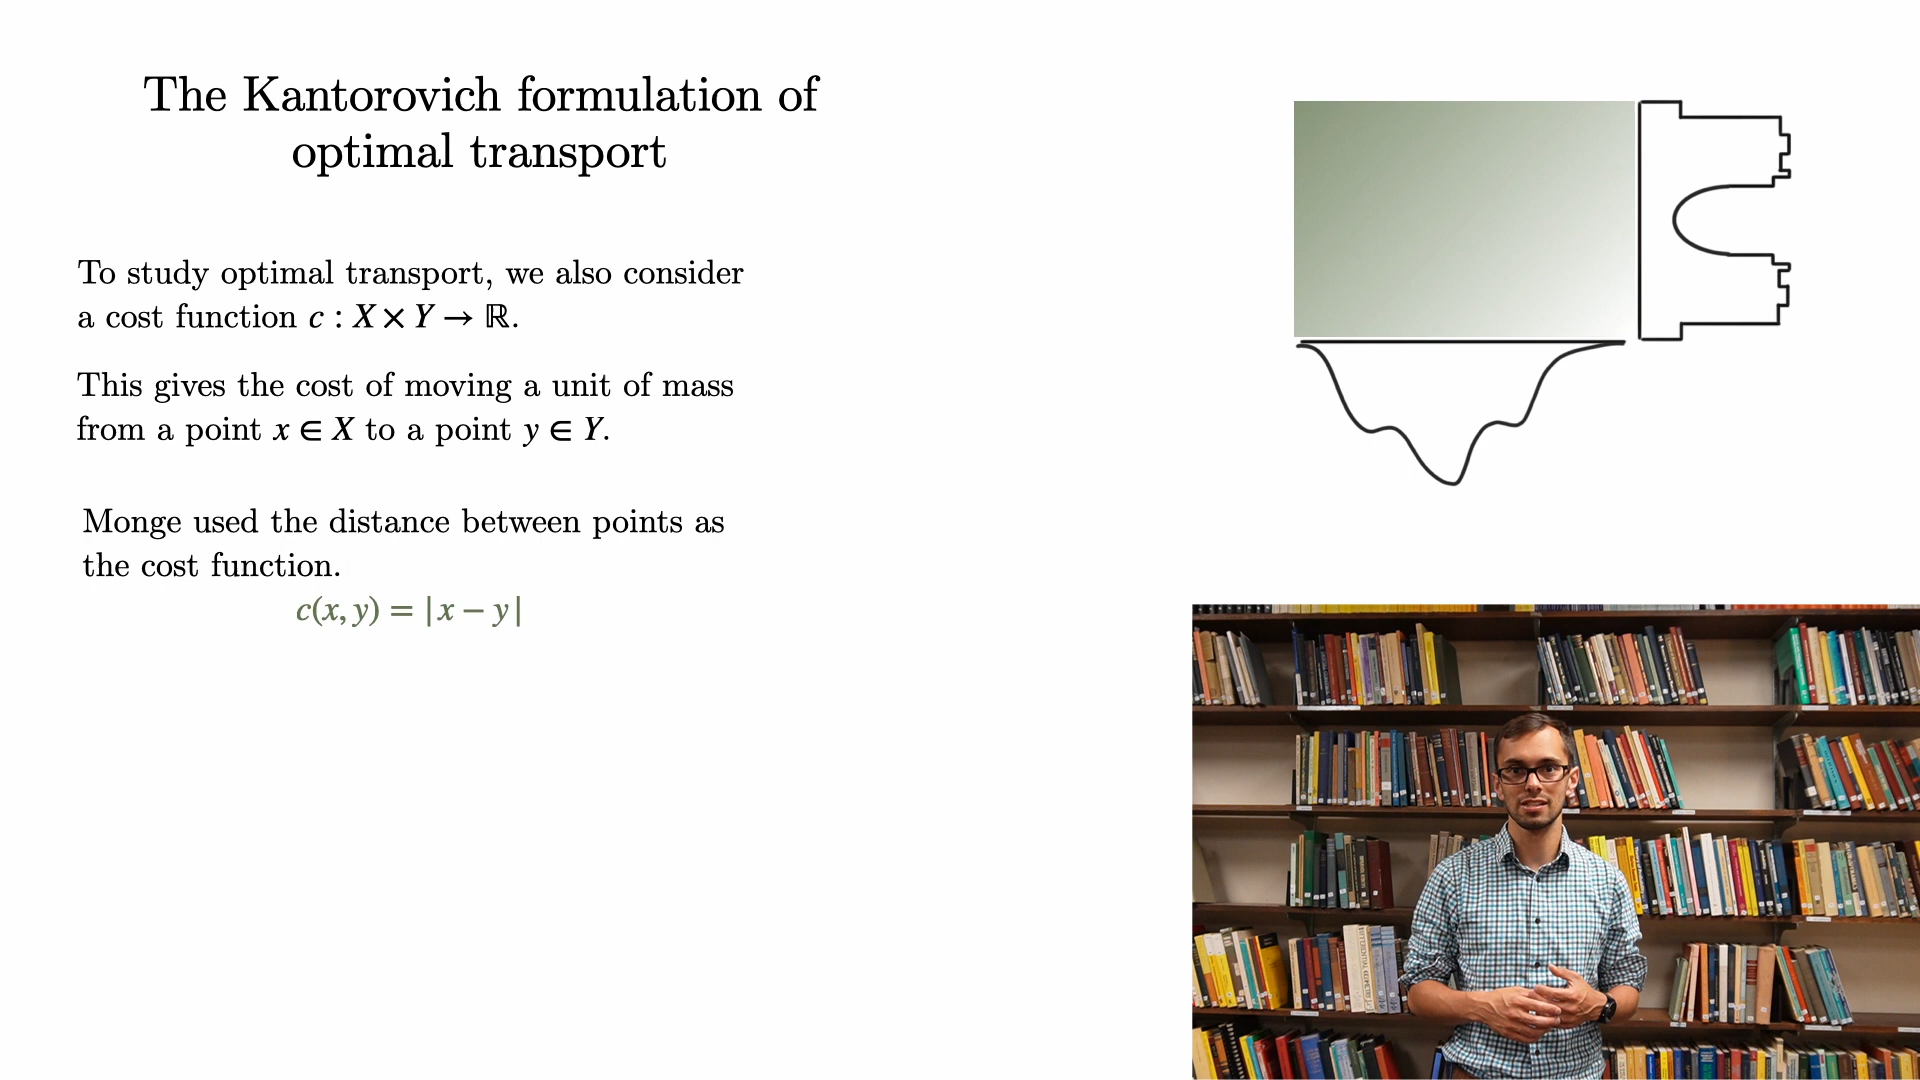 The Kantorovich formulation of
optimal transport
To study optimal transport, we also consider
a cost function c : X × Y → ℝ.
This gives the cost of moving a unit of mass
from a point x ∈ X to a point y ∈ Y.
Monge used the distance between points as
the cost function.
c(x, y) = |x − y|